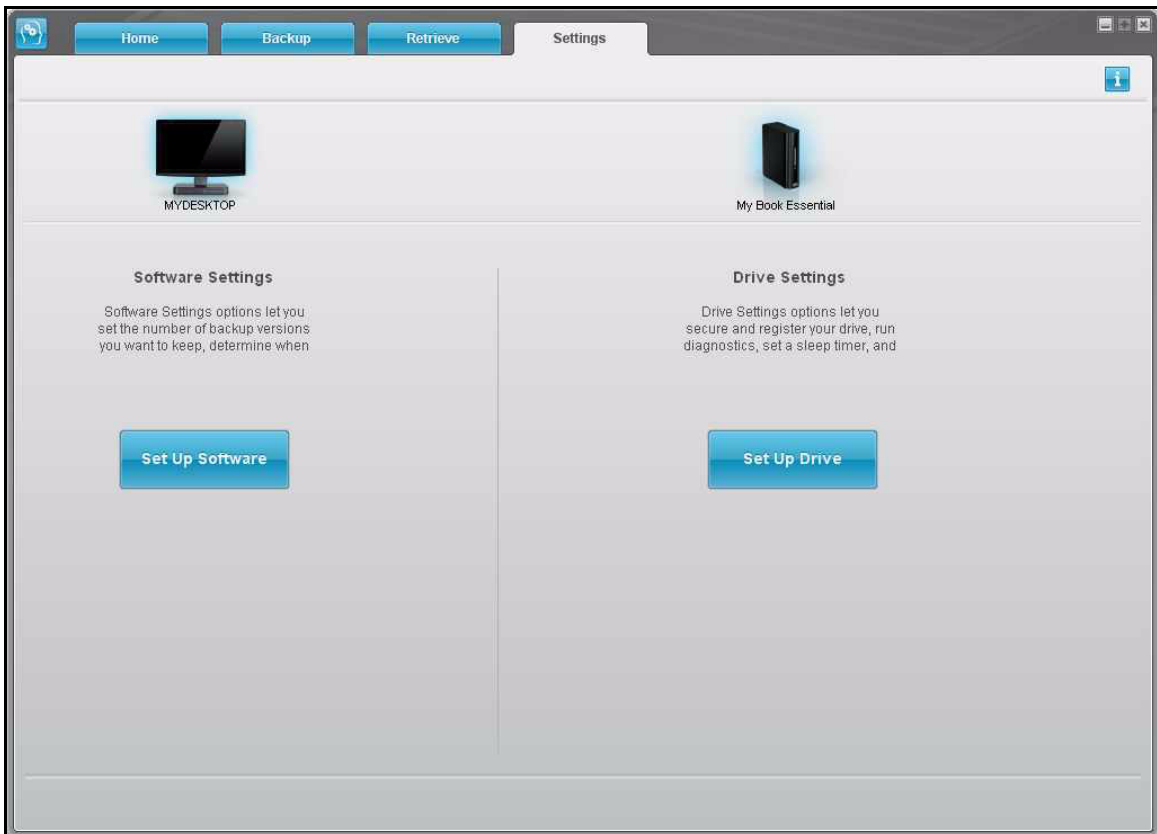 Home
Backup
Retrieve
Settings
i
MYDESKTOP
My Book Essential
Software Settings
Software Settings options let you
set the number of backup versions
you want to keep, determine when
Set Up Software
Drive Settings
Drive Settings options let you
secure and register your drive, run
diagnostics, set a sleep timer, and
Set Up Drive